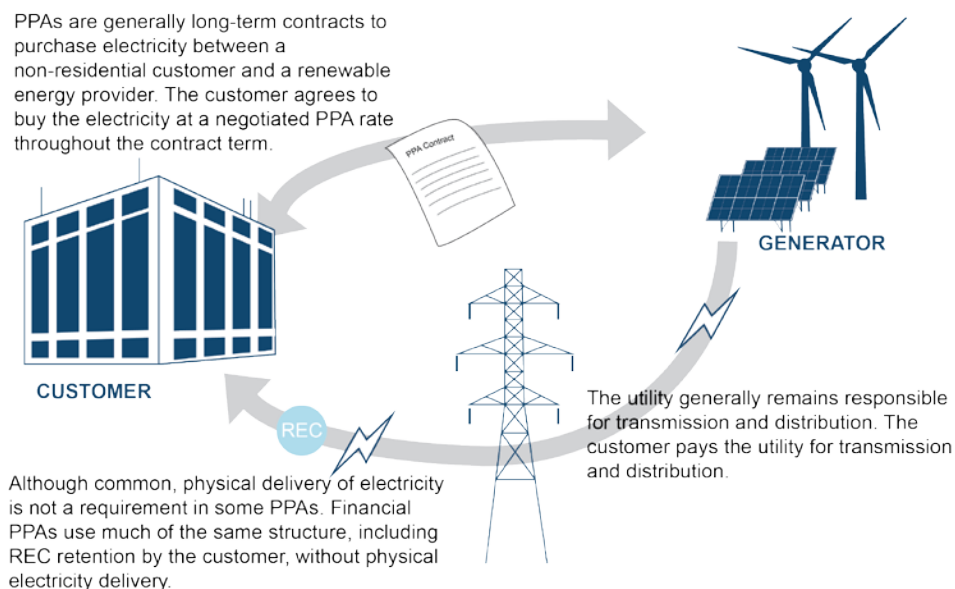 PPAs are generally long-term contracts to
purchase electricity between a
non-residential customer and a renewable
energy provider. The customer agrees to
buy the electricity at a negotiated PPA rate
throughout the contract term.
PPA Contract
GENERATOR
CUSTOMER
REC
The utility generally remains responsible
for transmission and distribution. The
customer pays the utility for transmission
and distribution.
Although common, physical delivery of electricity
is not a requirement in some PPAs. Financial
PPAs use much of the same structure, including
REC retention by the customer, without physical
electricity delivery.